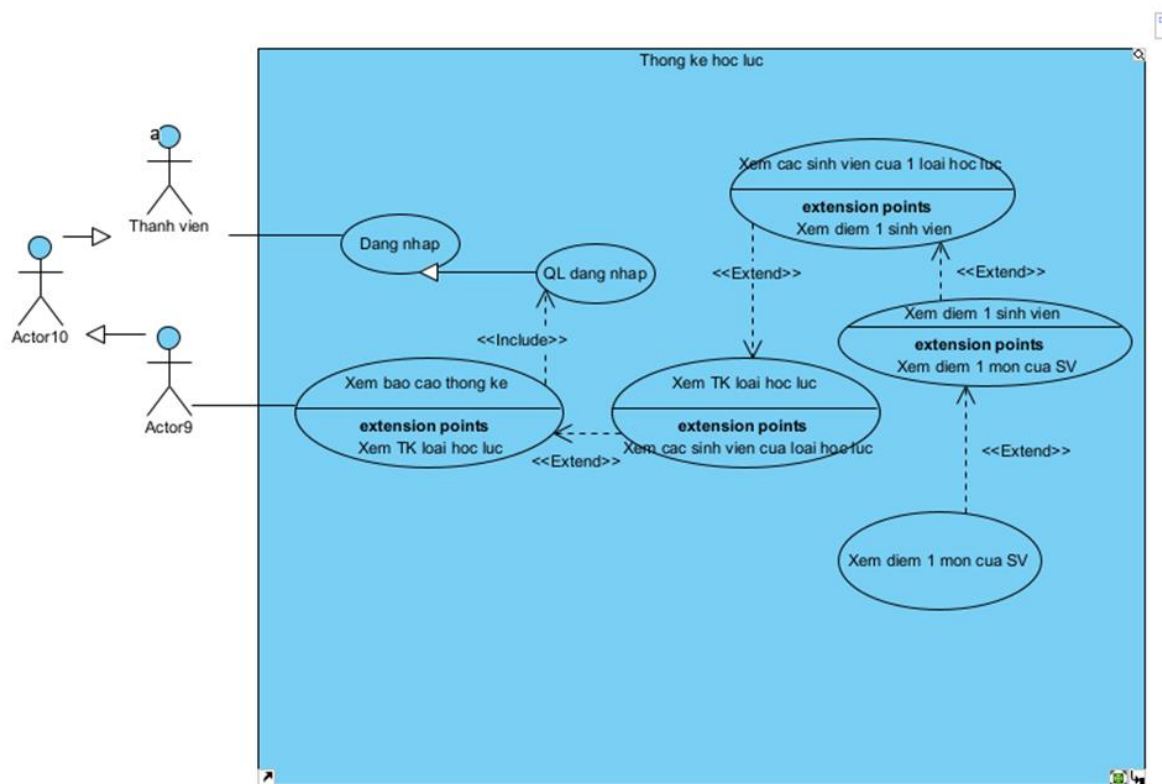 Thong ke hoc luc
a
Thanh vien
Actor10
Actor9
Dang nhap
QL dang nhap
<<Include>>
Xem bao cao thong ke
extension points
Xem TK loai hoc luc
<<Extend>>
Xem TK loai hoc luc
extension points
Xem cac sinh vien cua loai hoc luc
<<Extend>>
Xem cac sinh vien cua 1 loai hoc luc
extension points
Xem diem 1 sinh vien
<<Extend>>
Xem diem 1 sinh vien
extension points
Xem diem 1 mon cua SV
<<Extend>>
Xem diem 1 mon cua SV